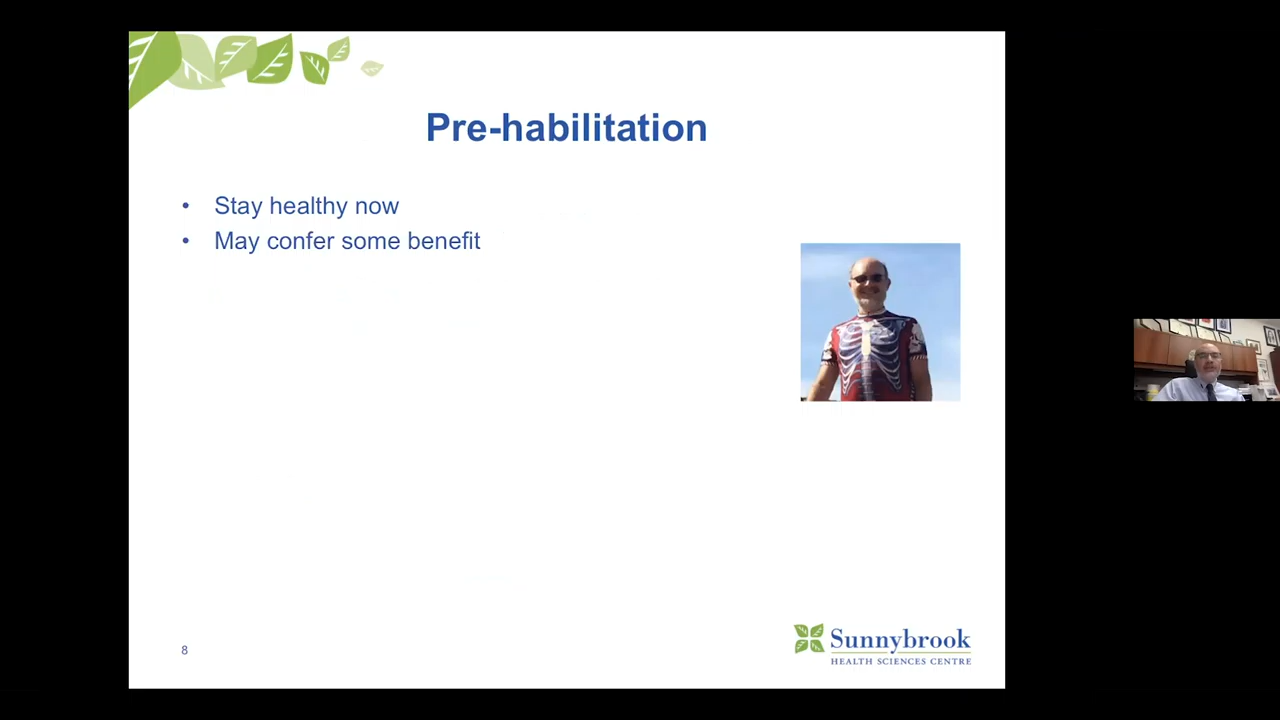 Pre-habilitation
• Stay healthy now
• May confer some benefit
8
Sunnybrook
HEALTH SCIENCES CENTRE